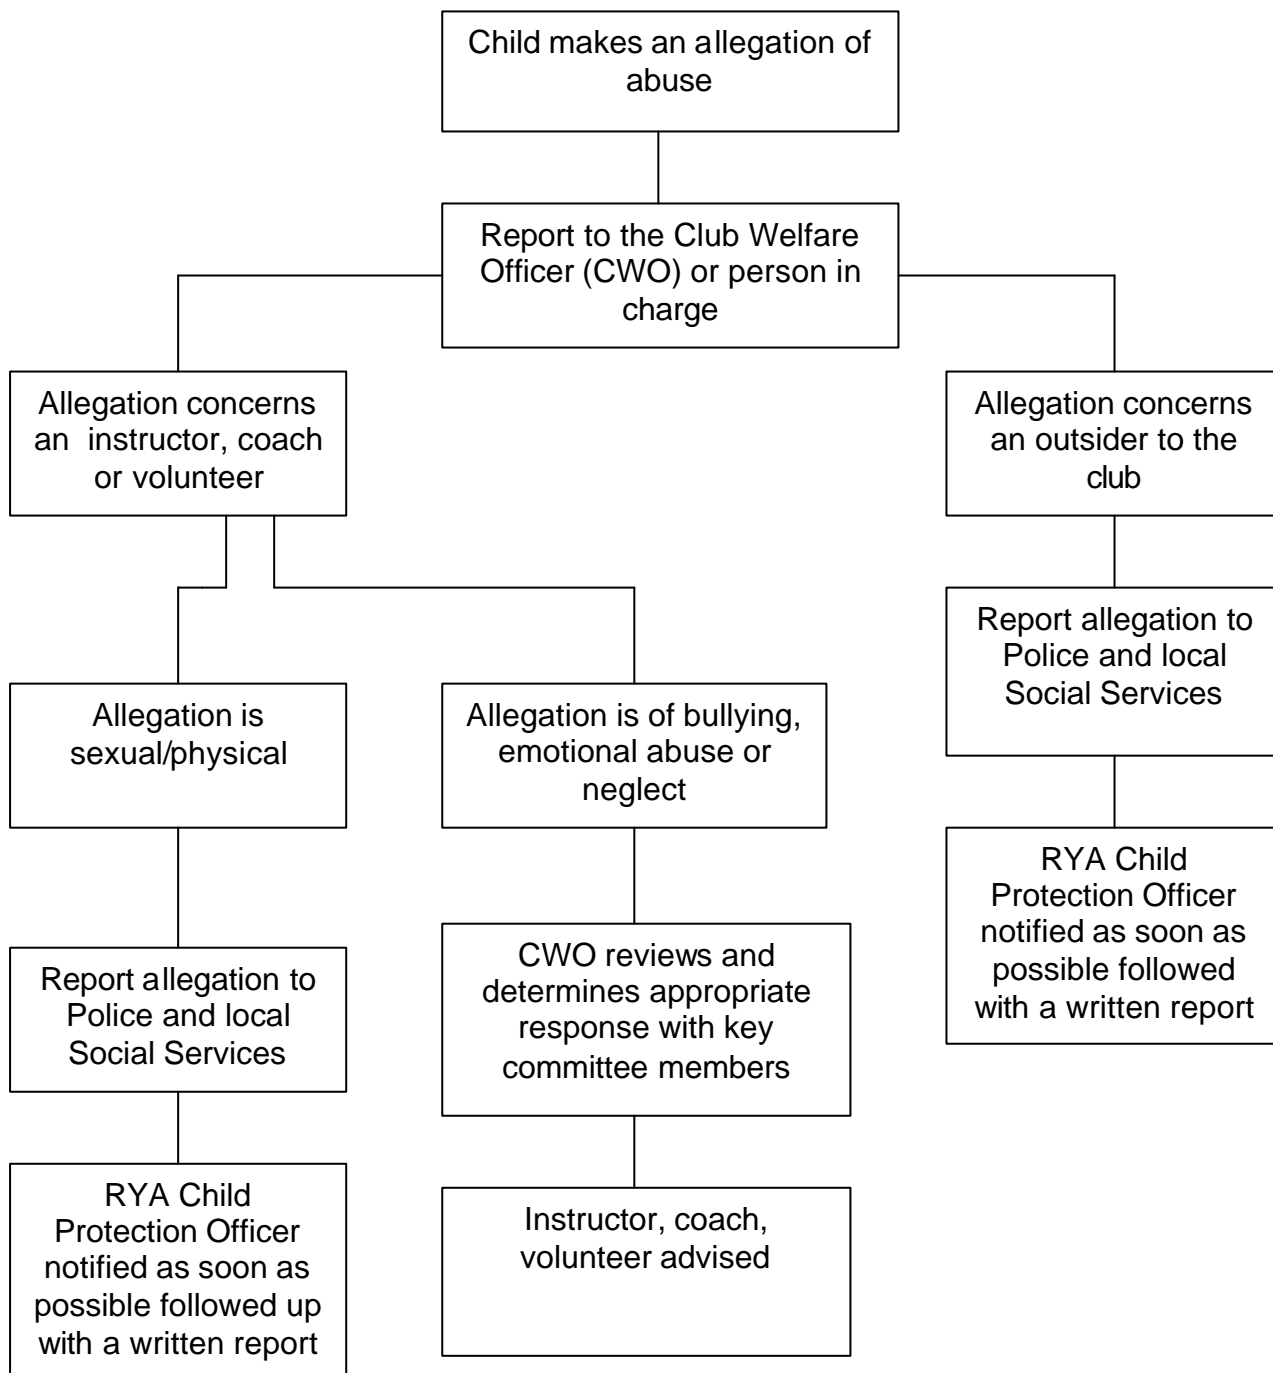 Child makes an allegation of
abuse
Report to the Club Welfare
Officer (CWO) or person in
charge
Allegation concerns
an instructor, coach
or volunteer
Allegation concerns
an outsider to the
club
Report allegation to
Police and local
Social Services
Allegation is
sexual/physical
Allegation is of bullying,
emotional abuse or
neglect
RYA Child
Protection Officer
notified as soon as
possible followed
with a written report
Report allegation to
Police and local
Social Services
CWO reviews and
determines appropriate
response with key
committee members
RYA Child
Protection Officer
notified as soon as
possible followed up
with a written report
Instructor, coach,
volunteer advised